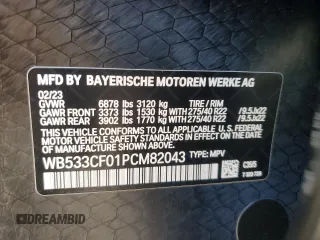 MFD BY BAYERISCHE MOTOREN WERKE AG
02/23
GVWR 6878 lbs 3120 kg TIRE / RIM
GAWR FRONT 3373 lbs 1530 kg 275/40 R22 /9.5Jx22
GAWR REAR 3902 lbs 1770 kg 275/40 R22 /9.5Jx22
THIS VEHICLE CONFORMS TO ALL APPLICABLE U.S. FEDERAL
MOTOR VEHICLE SAFETY AND THEFT PREVENTION STANDARDS
IN EFFECT ON THE DATE OF MANUFACTURE SHOWN ABOVE.
WB533CF01PCM82043 TYPE: MPV
DREAMBID